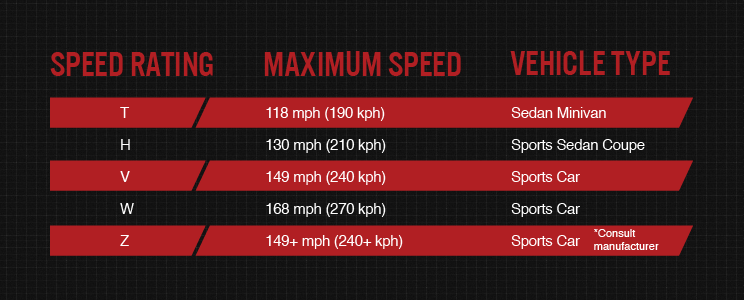 SPEED RATING MAXIMUM SPEED VEHICLE TYPE
T 118 mph (190 kph) Sedan Minivan
H 130 mph (210 kph) Sports Sedan Coupe
V 149 mph (240 kph) Sports Car
W 168 mph (270 kph) Sports Car
Z 149+ mph (240+ kph) Sports Car *Consult
manufacturer